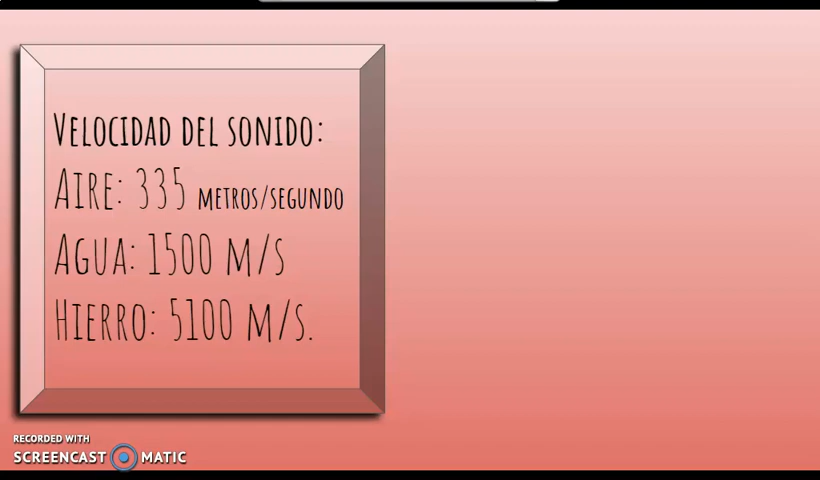 Velocidad del sonido:
Aire: 335 metros/segundo
Agua: 1500 m/s
Hierro: 5100 m/s.
RECORDED WITH
SCREENCAST MATIC